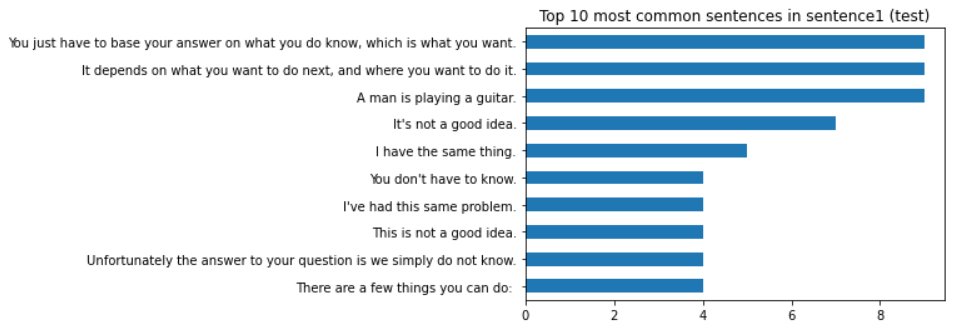 Top 10 most common sentences in sentence1 (test)
You just have to base your answer on what you do know, which is what you want.
It depends on what you want to do next, and where you want to do it.
A man is playing a guitar.
It's not a good idea.
I have the same thing.
You don't have to know.
I've had this same problem.
This is not a good idea.
Unfortunately the answer to your question is we simply do not know.
There are a few things you can do:
0 2 4 6 8